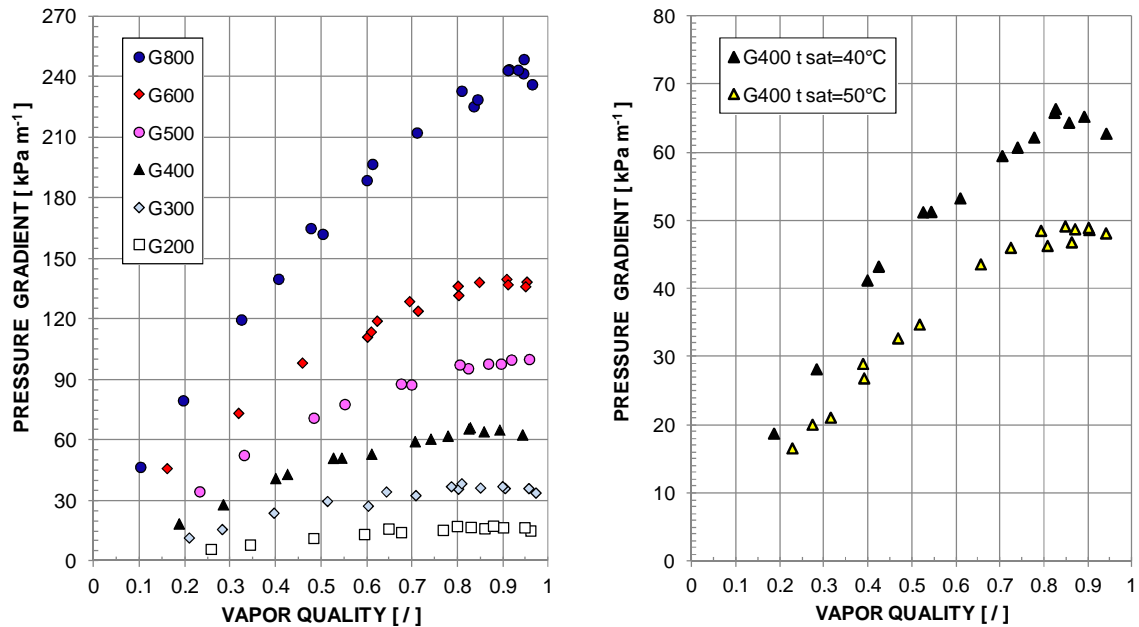 PRESSURE GRADIENT [ kPa m-1]
270
240
210
180
150
120
90
60
30
0
G800
G600
G500
G400
G300
G200
0 0.1 0.2 0.3 0.4 0.5 0.6 0.7 0.8 0.9 1
VAPOR QUALITY [ / ]
PRESSURE GRADIENT [ kPa m-1]
80
70
60
50
40
30
20
10
0
G400 t sat=40°C
G400 t sat=50°C
0 0.1 0.2 0.3 0.4 0.5 0.6 0.7 0.8 0.9 1
VAPOR QUALITY [ / ]